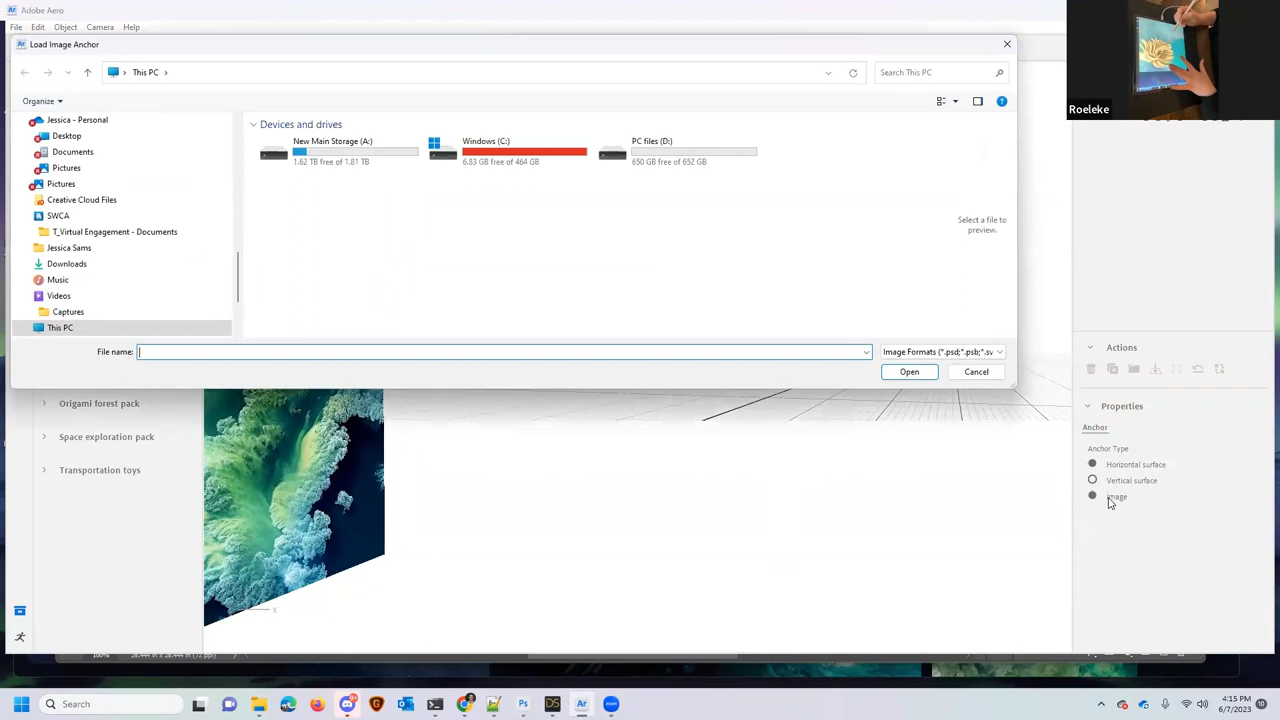 Adobe Aero
File Edit Object Camera Help
Load Image Anchor
This PC
Search This PC
Organize
Jessica - Personal
Desktop
Documents
Pictures
Pictures
Creative Cloud Files
SWCA
T_Virtual Engagement - Documents
Jessica Sams
Downloads
Music
Videos
Captures
This PC
Devices and drives
New Main Storage (A:)
1.62 TB free of 1.81 TB
Windows (C:)
6.83 GB free of 464 GB
PC files (D:)
650 GB free of 652 GB
Select a file to
preview.
File name:
Image Formats (*.psd;*.psb;*.sv
Open
Cancel
Roeleke
Origami forest pack
Space exploration pack
Transportation toys
x
Actions
Properties
Anchor
Anchor Type
Horizontal surface
Vertical surface
Image
Search
4:15 PM
6/7/2023